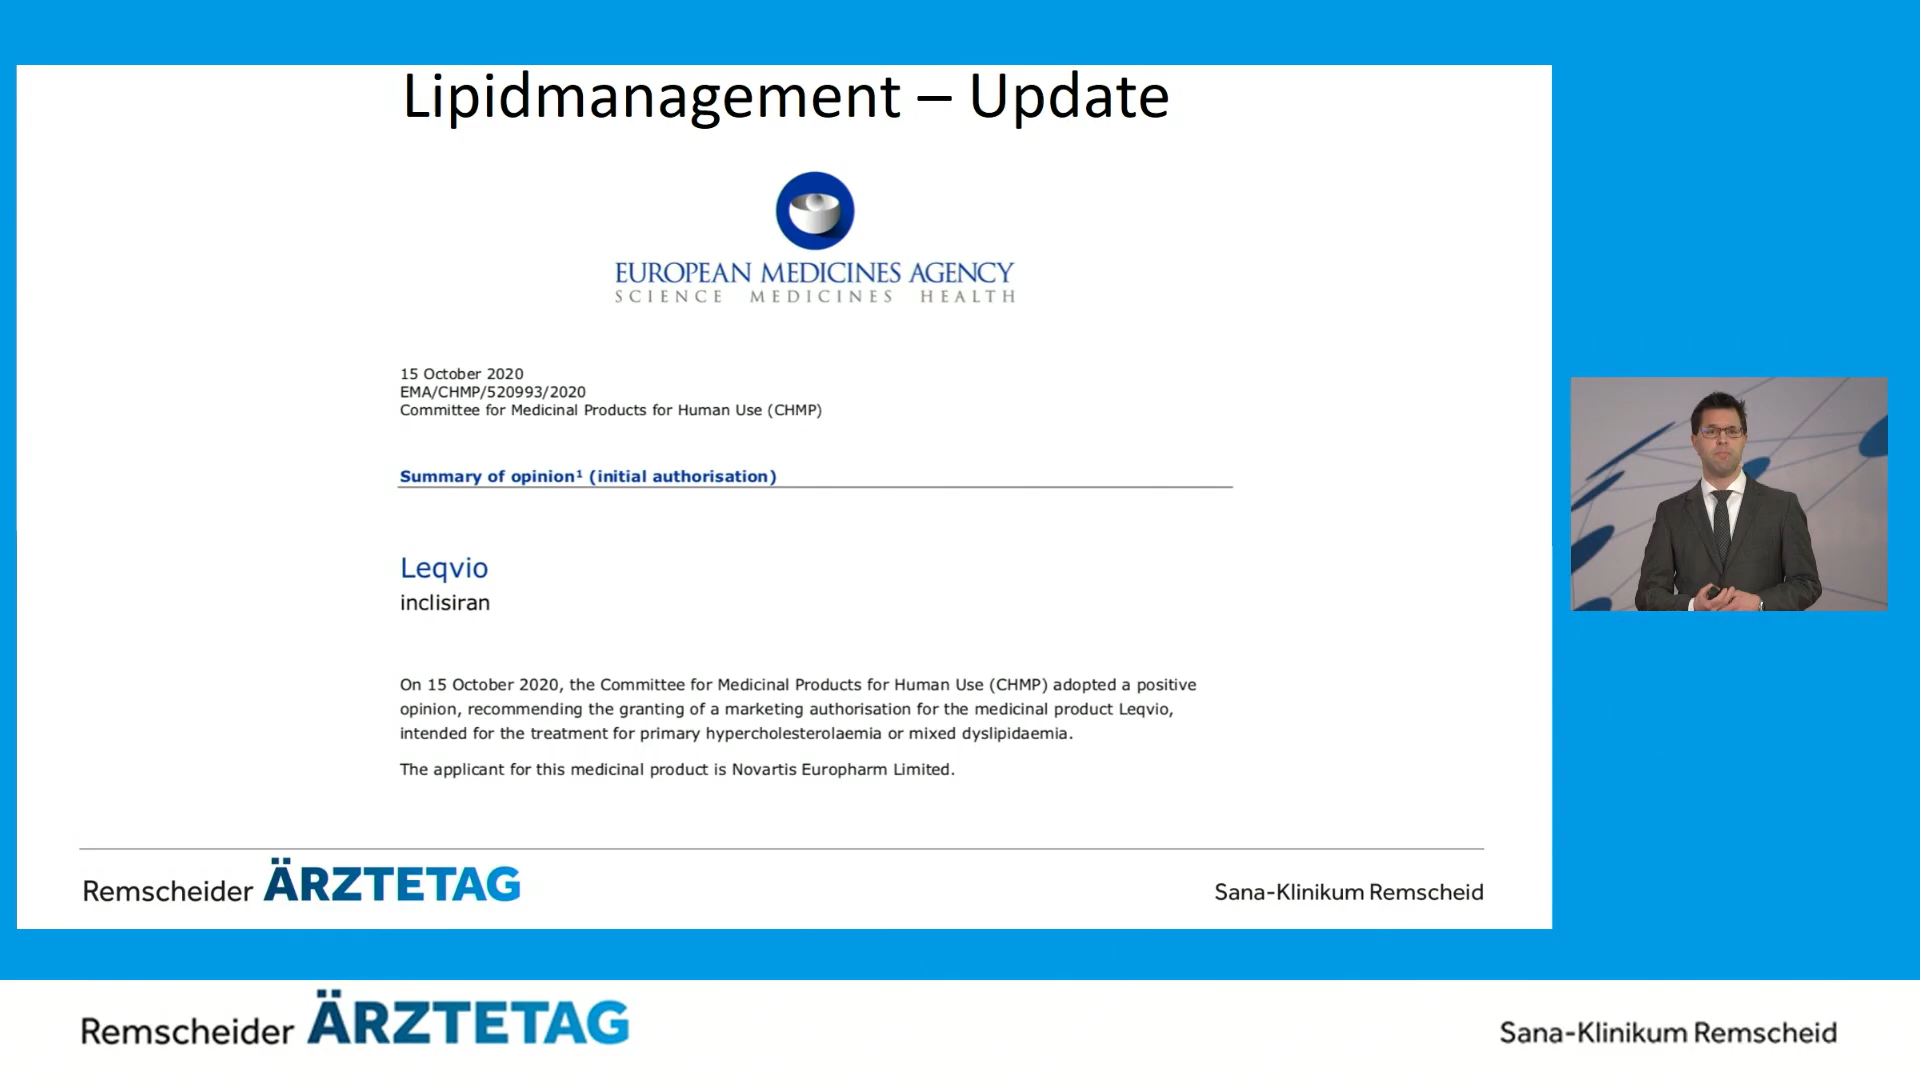 Lipidmanagement – Update
EUROPEAN MEDICINES AGENCY
SCIENCE MEDICINES HEALTH
15 October 2020
EMA/CHMP/520993/2020
Committee for Medicinal Products for Human Use (CHMP)
Summary of opinion¹ (initial authorisation)
Leqvio
inclisiran
On 15 October 2020, the Committee for Medicinal Products for Human Use (CHMP) adopted a positive
opinion, recommending the granting of a marketing authorisation for the medicinal product Leqvio,
intended for the treatment for primary hypercholesterolaemia or mixed dyslipidaemia.
The applicant for this medicinal product is Novartis Europharm Limited.
Remscheider ÄRZTETAG
Sana-Klinikum Remscheid
Remscheider ÄRZTETAG
Sana-Klinikum Remscheid